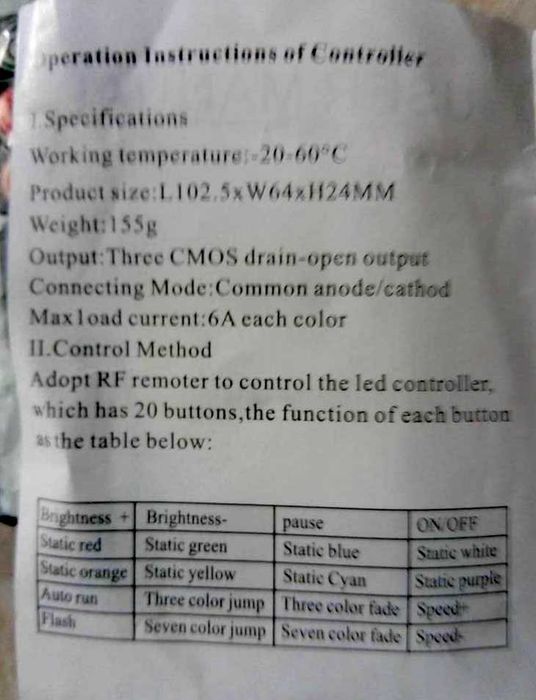 peration Instructions of Controller
I.Specifications
Working temperature:-20-60°C
Product size:L102.5xW64xH24MM
Weight:155g
Output:Three CMOS drain-open output
Connecting Mode:Common anode/cathod
Max load current:6A each color
II.Control Method
Adopt RF remoter to control the led controller,
which has 20 buttons,the function of each button
as the table below:
Brightness + Brightness- pause ON/OFF
Static red Static green Static blue Static white
Static orange Static yellow Static Cyan Static purple
Auto run Three color jump Three color fade Speed+
Flash Seven color jump Seven color fade Speed-